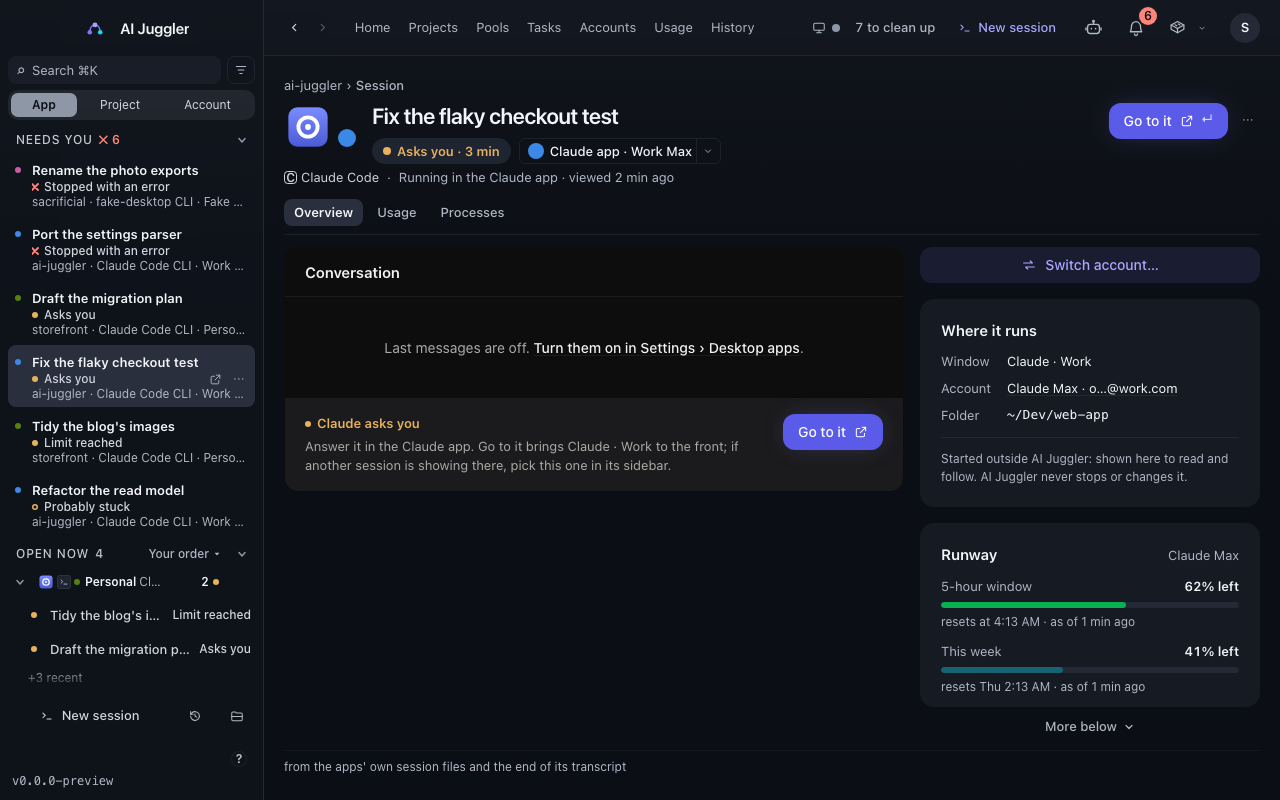 AI Juggler
Search ⌘K
App Project Account
NEEDS YOU 6
Rename the photo exports
Stopped with an error
sacrificial · fake-desktop CLI · Fake ...
Port the settings parser
Stopped with an error
ai-juggler · Claude Code CLI · Work ...
Draft the migration plan
Asks you
storefront · Claude Code CLI · Perso...
Fix the flaky checkout test
Asks you
ai-juggler · Claude Code CLI · Work ...
Tidy the blog's images
Limit reached
storefront · Claude Code CLI · Perso...
Refactor the read model
Probably stuck
ai-juggler · Claude Code CLI · Work ...
OPEN NOW 4 Your order
Personal Cl... 2
Tidy the blog's i... Limit reached
Draft the migration p... Asks you
+3 recent
New session
?
v0.0.0-preview
Home Projects Pools Tasks Accounts Usage History
7 to clean up
New session
6
S
ai-juggler › Session
Fix the flaky checkout test
Asks you · 3 min
Claude app · Work Max
Go to it
Claude Code · Running in the Claude app · viewed 2 min ago
Overview Usage Processes
Conversation
Last messages are off. Turn them on in Settings › Desktop apps.
Claude asks you
Answer it in the Claude app. Go to it brings Claude · Work to the front; if
another session is showing there, pick this one in its sidebar.
Go to it
Switch account...
Where it runs
Window Claude · Work
Account Claude Max · o...@work.com
Folder ~/Dev/web-app
Started outside AI Juggler: shown here to read and
follow. AI Juggler never stops or changes it.
Runway Claude Max
5-hour window 62% left
resets at 4:13 AM · as of 1 min ago
This week 41% left
resets Thu 2:13 AM · as of 1 min ago
More below
from the apps' own session files and the end of its transcript